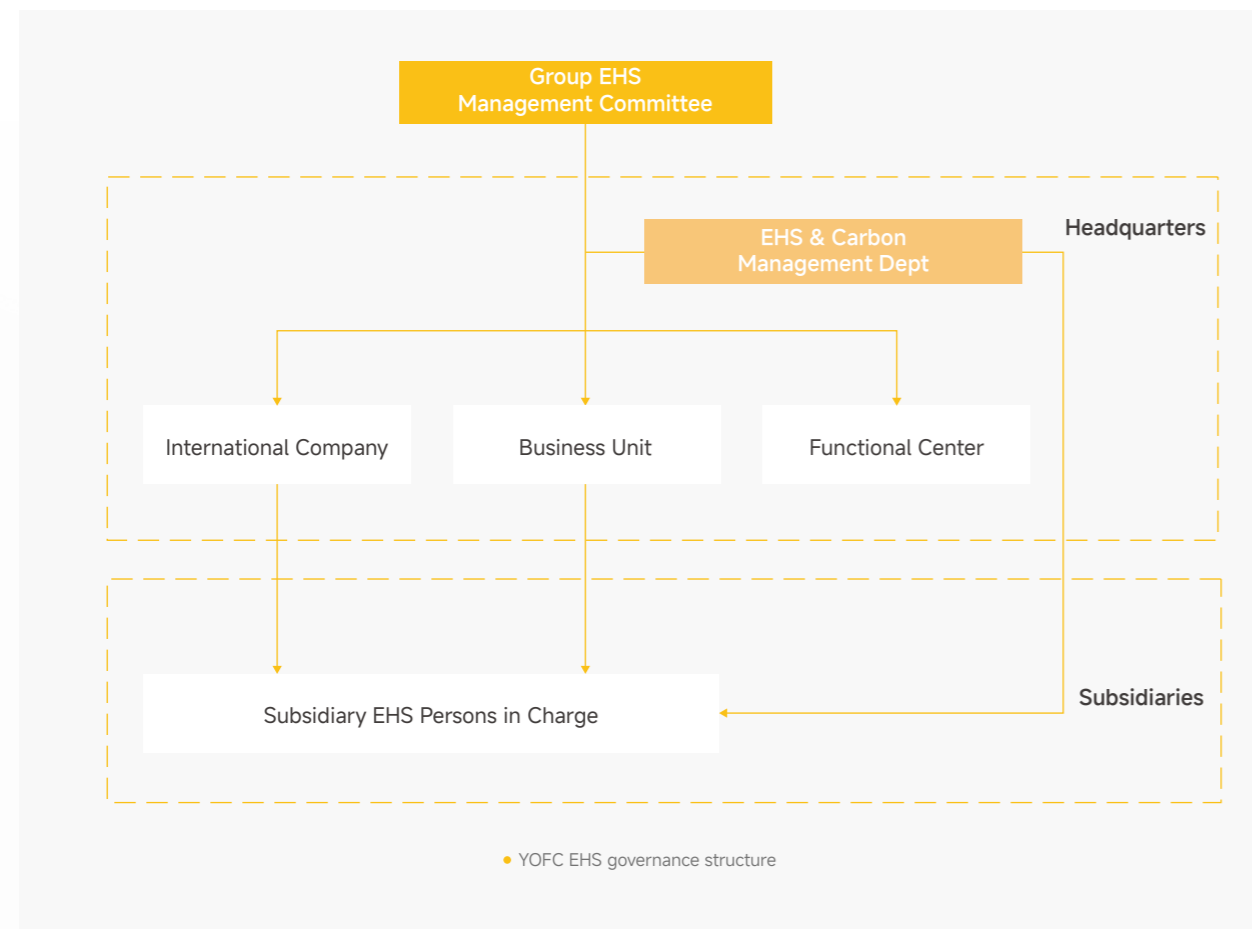 Group EHS
Management Committee
Headquarters
EHS & Carbon
Management Dept
International Company
Business Unit
Functional Center
Subsidiaries
Subsidiary EHS Persons in Charge
YOFC EHS governance structure